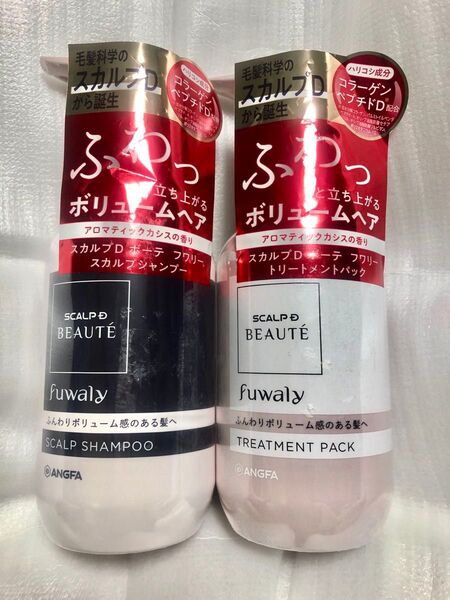 毛髪科学の
スカルプD
から誕生
コラーゲン
ペプチドD
ふわっ
と立ち上がる
ボリュームヘア
アロマティックカシスの香り
スカルプD ボーテ フワリー
スカルプシャンプー
SCALP-D
BEAUTÉ
fuwaly
ふんわりボリューム感のある髪へ
SCALP SHAMPOO
ANGFA
毛髪科学の
スカルプD
から誕生
ハリコシ成分
コラーゲン
ペプチドD配合
ふわっ
と立ち上がる
ボリュームヘア
アロマティックカシスの香り
スカルプD ボーテ フワリー
トリートメントパック
SCALP-D
BEAUTÉ
fuwaly
ふんわりボリューム感のある髪へ
TREATMENT PACK
ANGFA